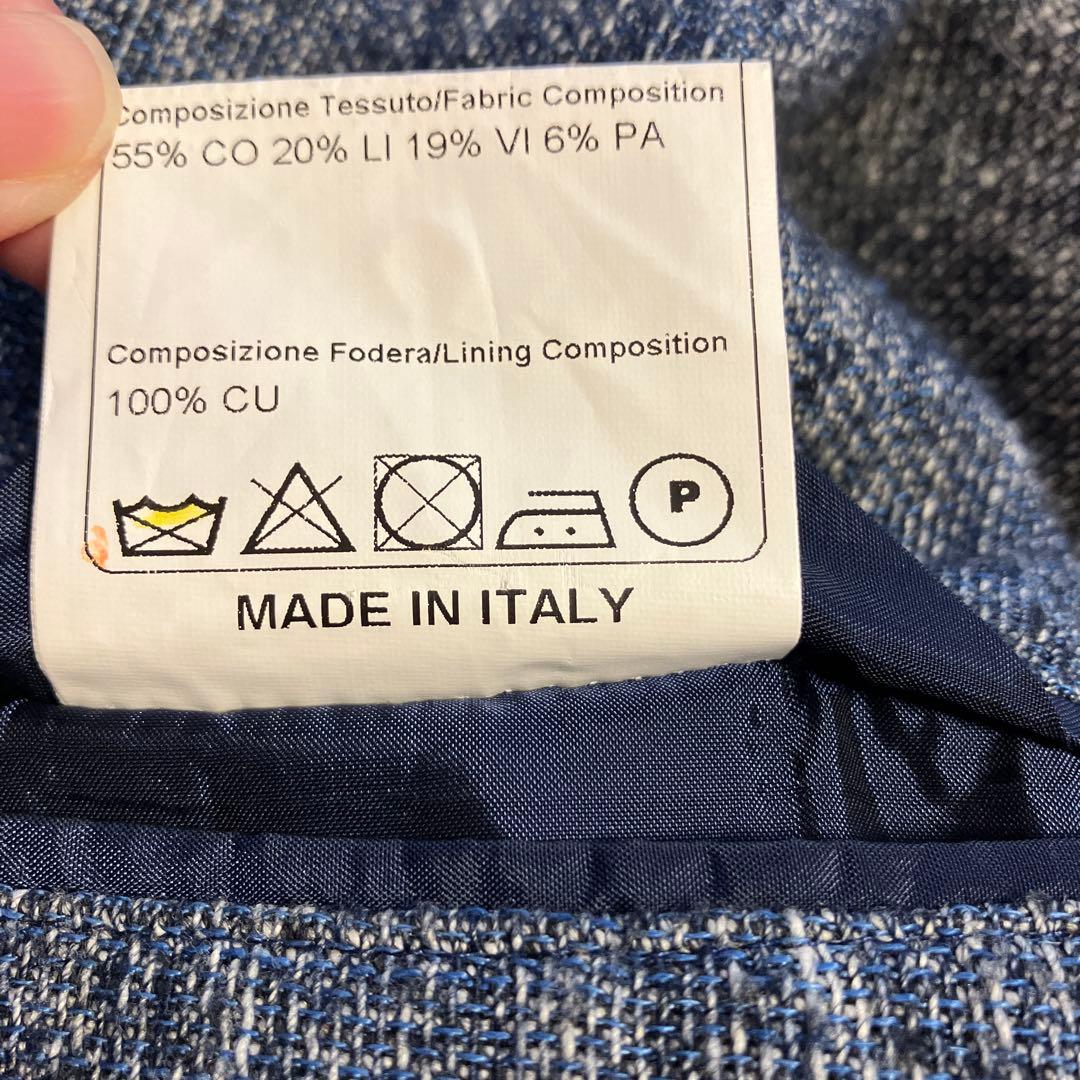 Composizione Tessuto/Fabric Composition
55% CO 20% LI 19% VI 6% PA
Composizione Fodera/Lining Composition
100% CU
P
MADE IN ITALY